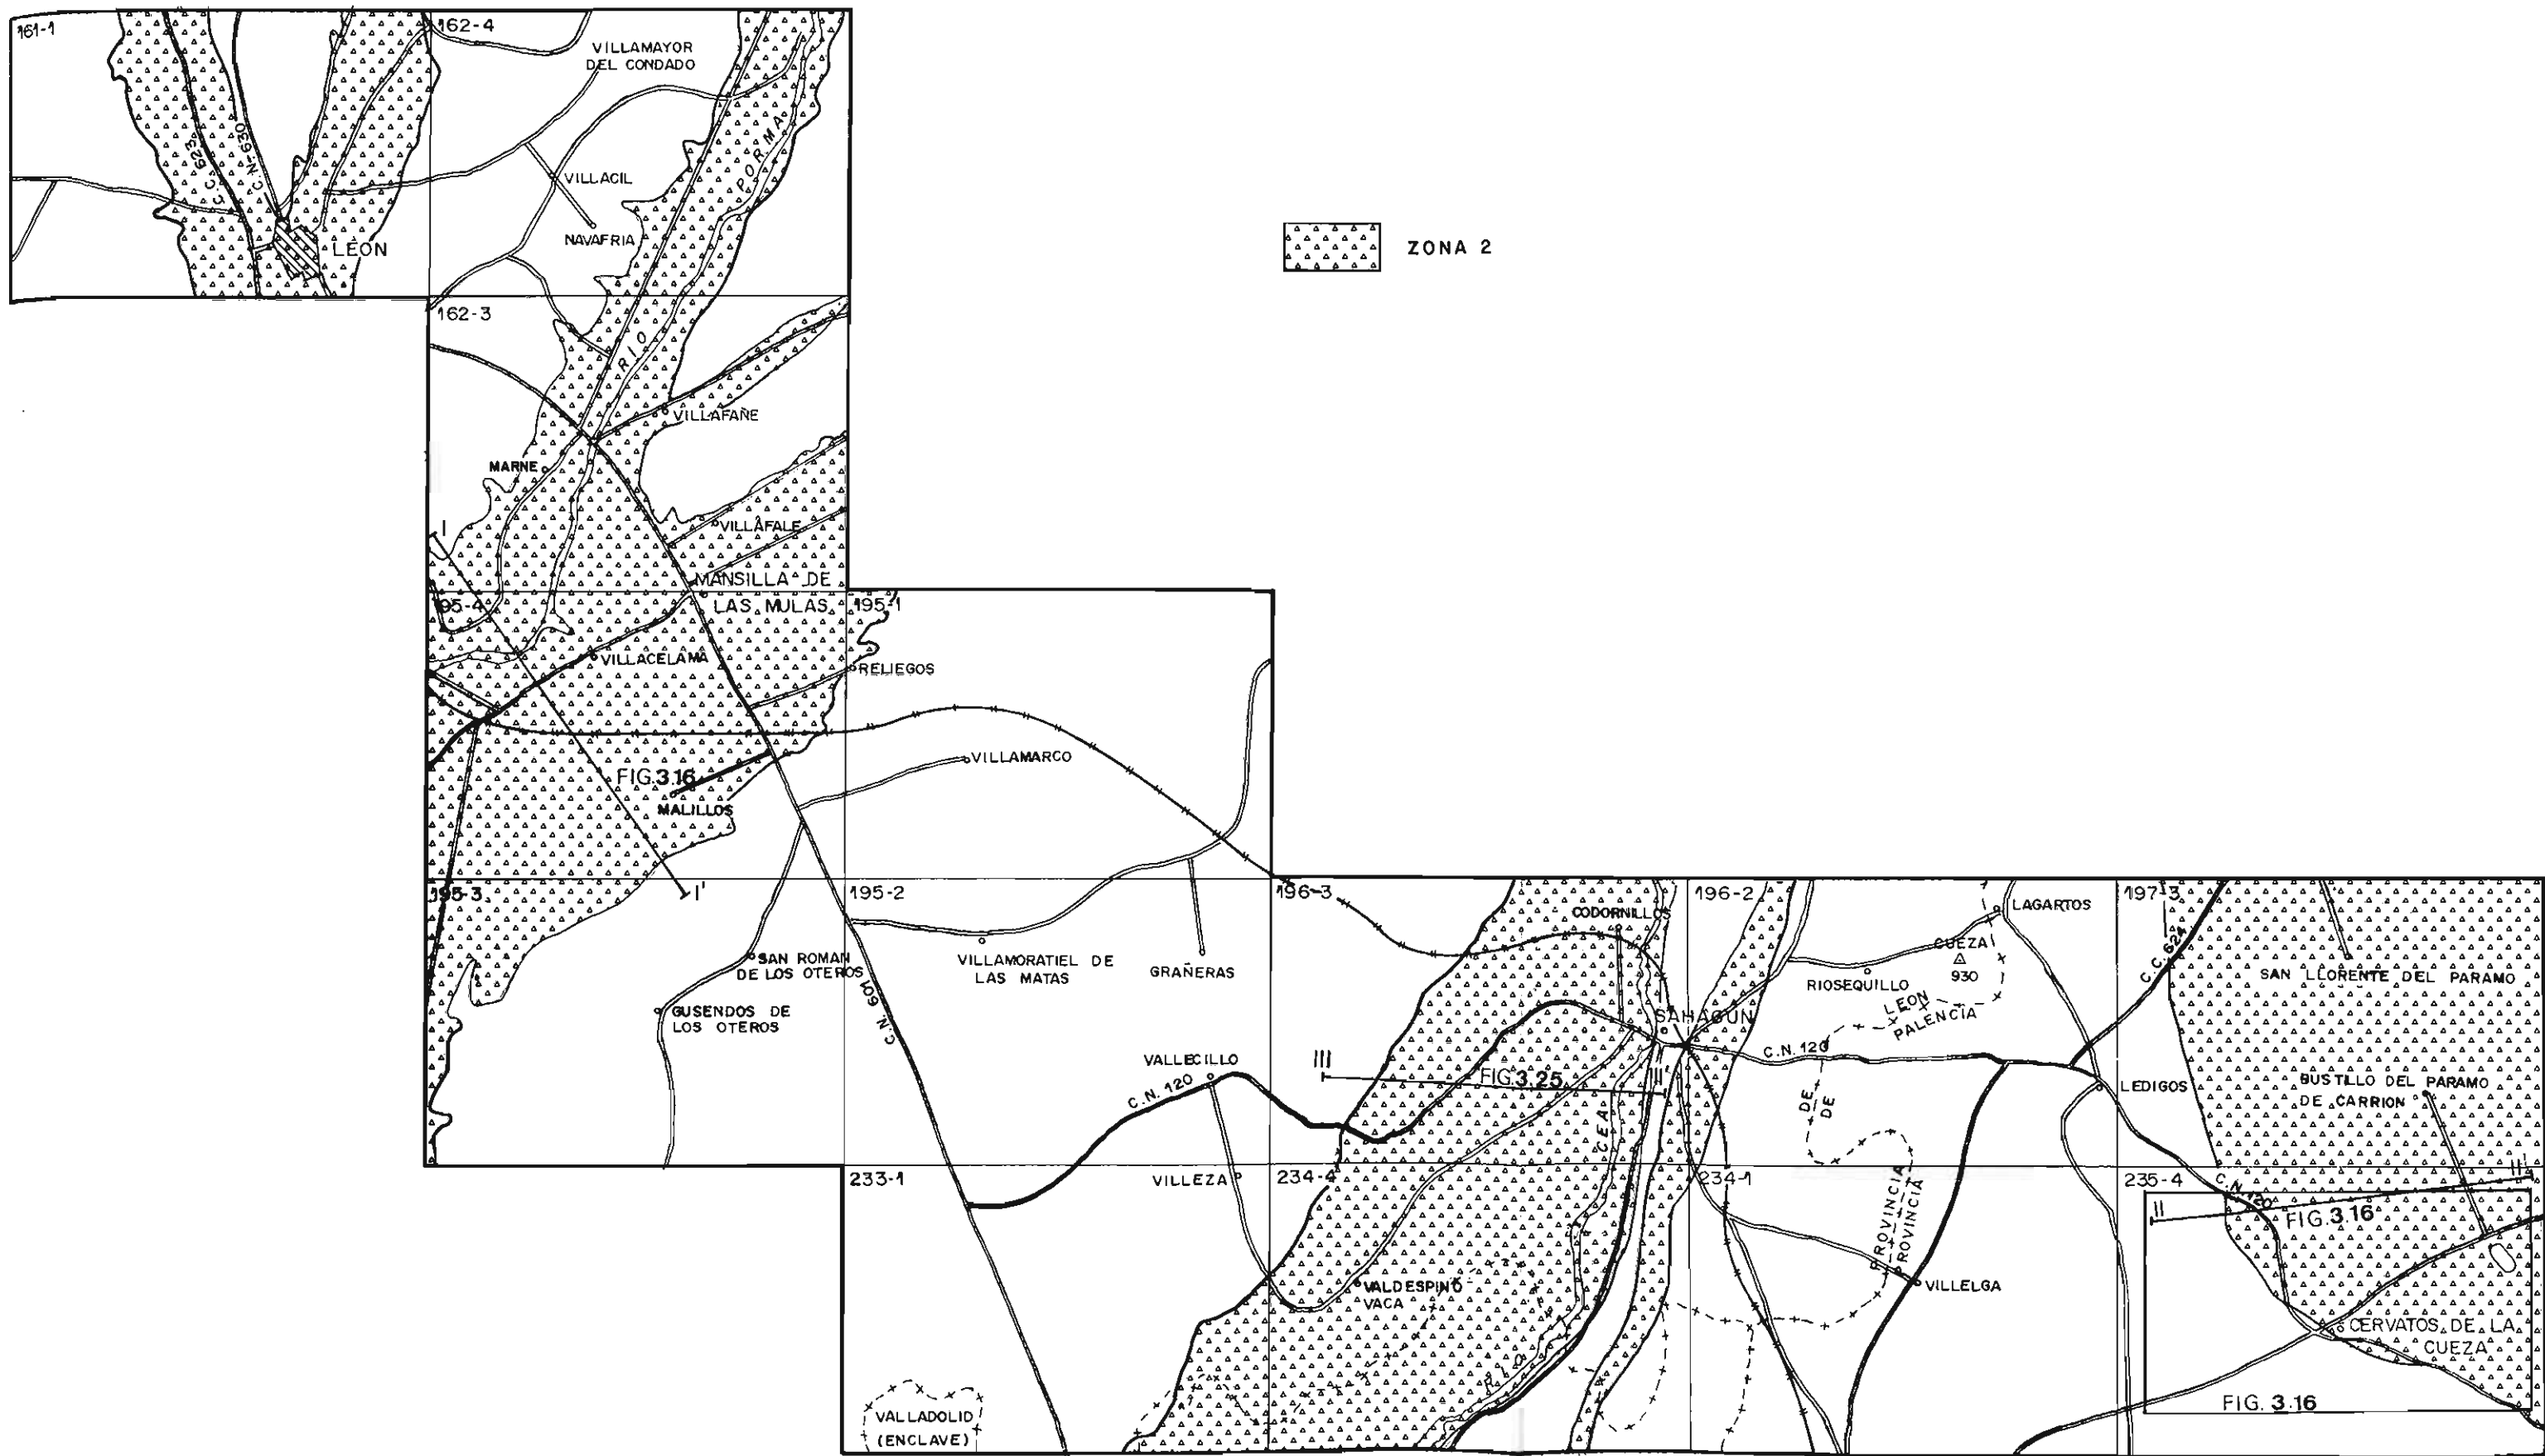 161-1
162-4
VILLAMAYOR
DEL CONDADO
C.C. 623
C.N-630
RIO PORMA
VILLACIL
NAVAFRIA
LEON
ZONA 2
162-3
VILLAFAÑE
MARNE
I
VILLAFALE
MANSILLA DE
LAS MULAS
195-4
195-1
VILLACELAMA
RELIEGOS
VILLAMARCO
FIG.3.16
MALILLOS
I'
195-3
195-2
196-3
196-2
197-3
CODORNILLOS
LAGARTOS
CUEZA
930
C.C. 624
SAN ROMAN
DE LOS OTEROS
VILLAMORATIEL DE
LAS MATAS
GRAÑERAS
RIOSEQUILLO
SAN LLORENTE DEL PARAMO
GUSENDOS DE
LOS OTEROS
C.N. 601
SAHAGUN
LEON
PALENCIA
C.N. 120
VALLECILLO
III
FIG.3.25
III'
C.N. 120
LEDIGOS
BUSTILLO DEL PARAMO
DE CARRION
DE
DE
RIO CEA
233-1
VILLEZA
234-4
234-1
PROVINCIA
PROVINCIA
235-4
C.N. 120
II
II'
FIG.3.16
VALDESPINO
VACA
VILLELGA
CERVATOS DE LA
CUEZA
FIG. 3.16
VALLADOLID
(ENCLAVE)